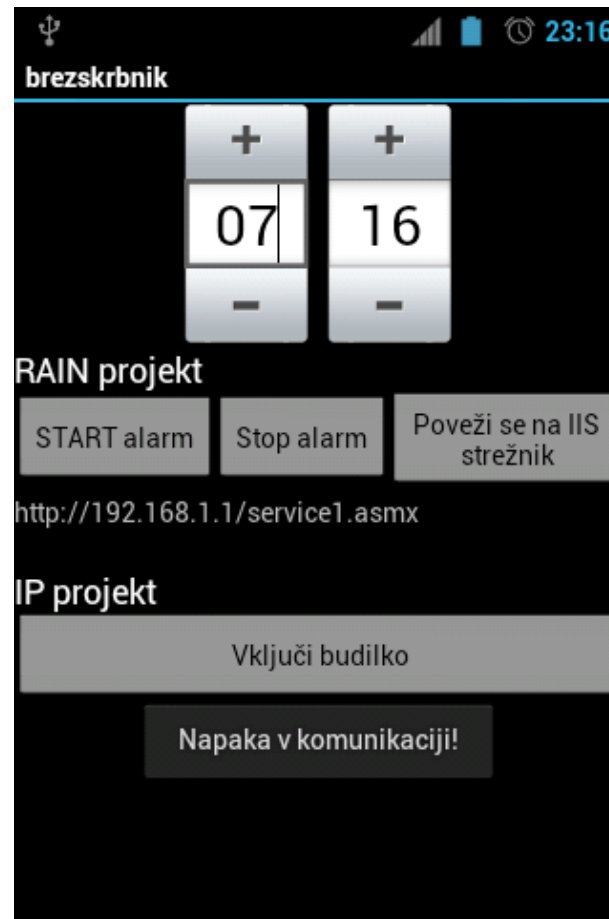 23:16
brezskrbnik
+ +
07 16
- -
RAIN projekt
START alarm Stop alarm Poveži se na IIS
strežnik
http://192.168.1.1/service1.asmx
IP projekt
Vključi budilko
Napaka v komunikaciji!